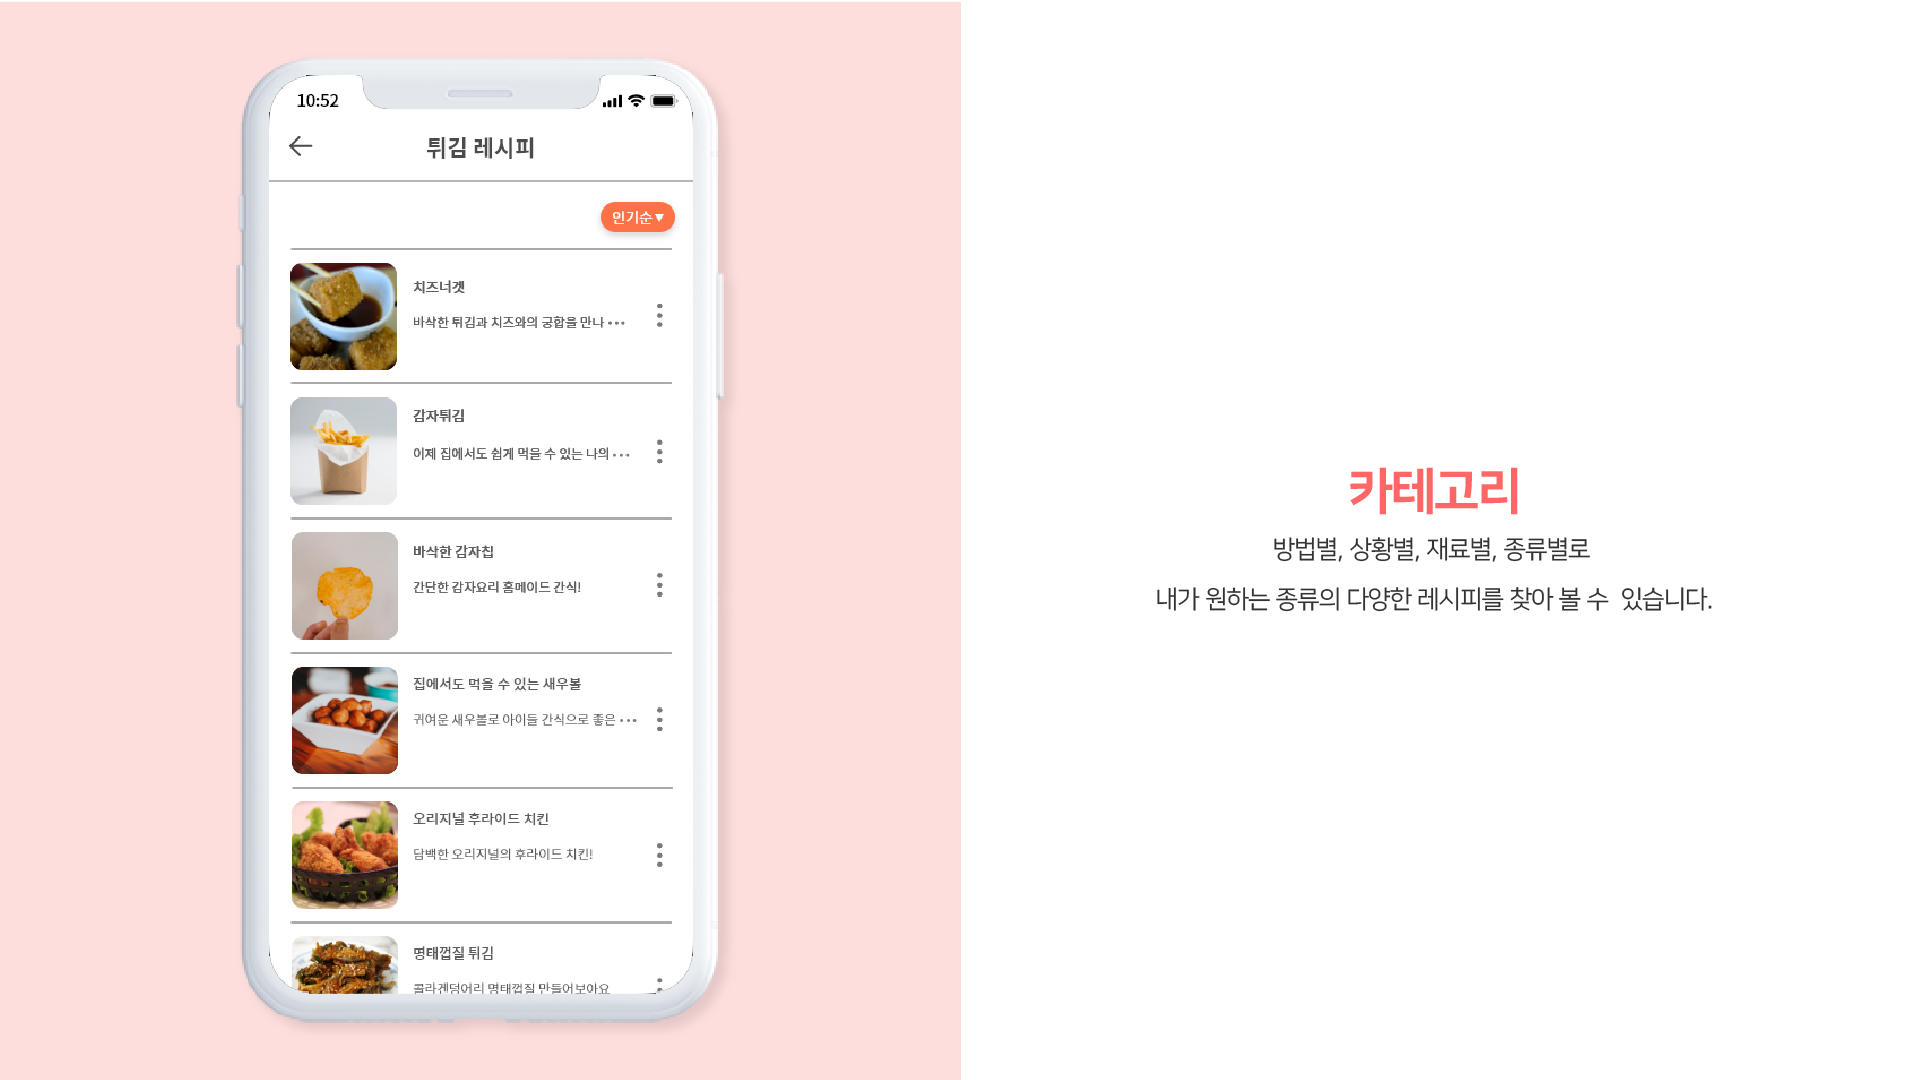 10:52
튀김 레시피
인기순▼
치즈너겟
바삭한 튀김과 치즈와의 궁합을 만나 •••
감자튀김
어제 집에서도 쉽게 먹을 수 있는 나의 •••
바삭한 감자칩
간단한 감자요리 홈메이드 간식!
집에서도 먹을 수 있는 새우볼
귀여운 새우볼로 아이들 간식으로 좋은 •••
오리지널 후라이드 치킨
담백한 오리지널의 후라이드 치킨!!
명태껍질 튀김
콜라겐덩어리 명태껍질 만들어보아요
카테고리
방법별, 상황별, 재료별, 종류별로
내가 원하는 종류의 다양한 레시피를 찾아 볼 수 있습니다.